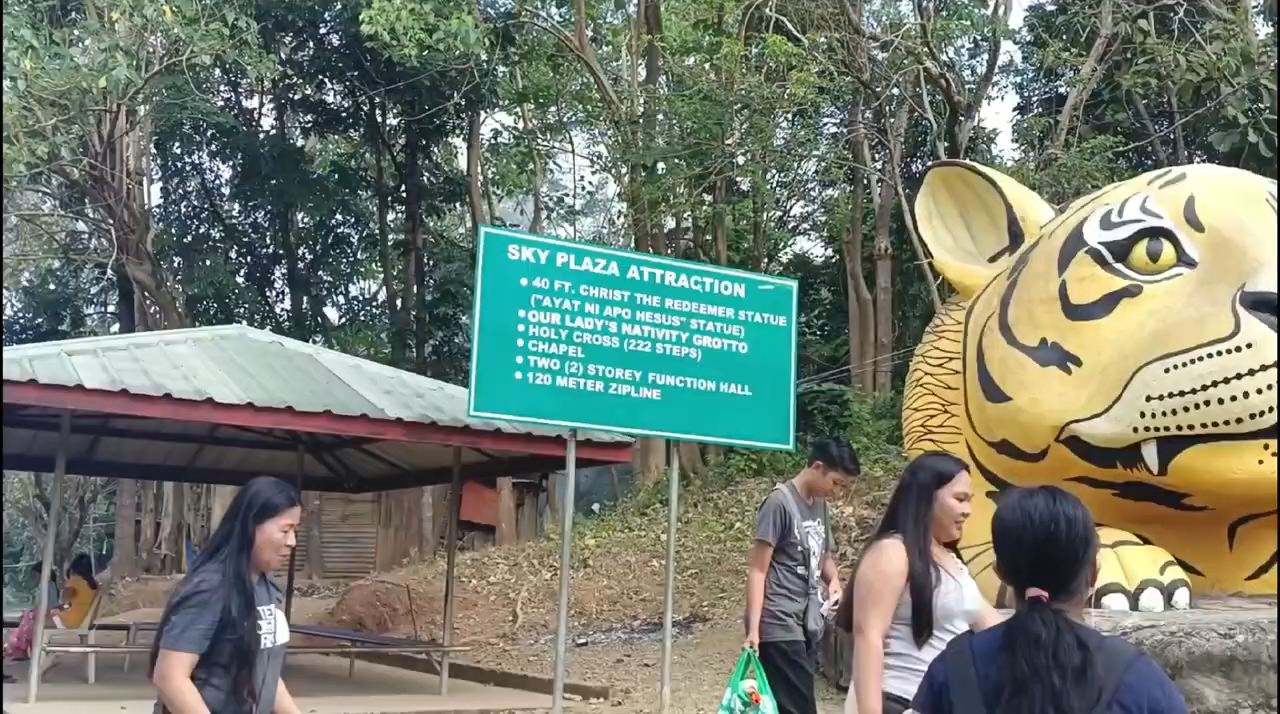 SKY PLAZA ATTRACTION
• 40 FT. CHRIST THE REDEEMER STATUE
("AYAT NI APO HESUS" STATUE)
• OUR LADY'S NATIVITY GROTTO
• HOLY CROSS (222 STEPS)
• CHAPEL
• TWO (2) STOREY FUNCTION HALL
• 120 METER ZIPLINE